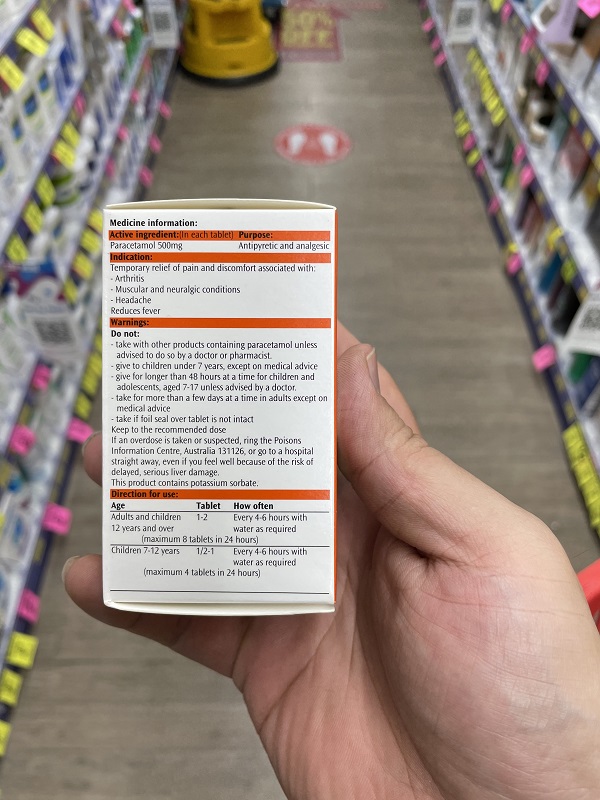 80%
OFF
Medicine information:
Active ingredient:(in each tablet) Purpose:
Paracetamol 500mg Antipyretic and analgesic
Indication:
Temporary relief of pain and discomfort associated with:
- Arthritis
- Muscular and neuralgic conditions
- Headache
Reduces fever
Warnings:
Do not:
- take with other products containing paracetamol unless
advised to do so by a doctor or pharmacist.
- give to children under 7 years, except on medical advice
- give for longer than 48 hours at a time for children and
adolescents, aged 7-17 unless advised by a doctor.
- take for more than a few days at a time in adults except on
medical advice
- take if foil seal over tablet is not intact
Keep to the recommended dose
If an overdose is taken or suspected, ring the Poisons
Information Centre, Australia 131126, or go to a hospital
straight away, even if you feel well because of the risk of
delayed, serious liver damage.
This product contains potassium sorbate.
Direction for use:
Age Tablet How often
Adults and children 1-2 Every 4-6 hours with
12 years and over water as required
(maximum 8 tablets in 24 hours)
Children 7-12 years 1/2-1 Every 4-6 hours with
water as required
(maximum 4 tablets in 24 hours)